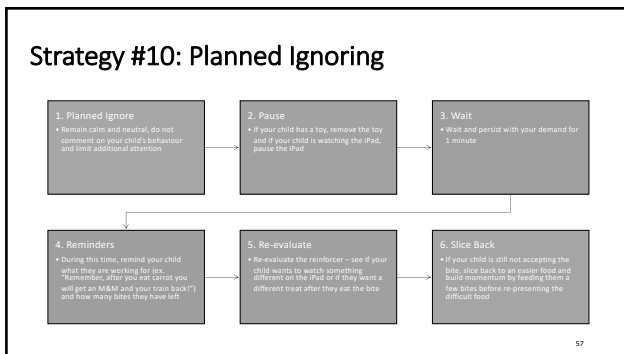 Strategy #10: Planned Ignoring
1. Planned Ignore
• Remain calm and neutral, do not
comment on your child's behaviour
and limit additional attention
2. Pause
• If your child has a toy, remove the toy
and if your child is watching the iPad,
pause the iPad
3. Wait
• Wait and persist with your demand for
1 minute
4. Reminders
• During this time, remind your child
what they are working for (ex.
"Remember, after you eat carrot you
will get an M&M and your train back!")
and how many bites they have left
5. Re-evaluate
• Re-evaluate the reinforcer – see if your
child wants to watch something
different on the iPad or if they want a
different treat after they eat the bite
6. Slice Back
• If your child is still not accepting the
bite, slice back to an easier food and
build momentum by feeding them a
few bites before re-presenting the
difficult food
57